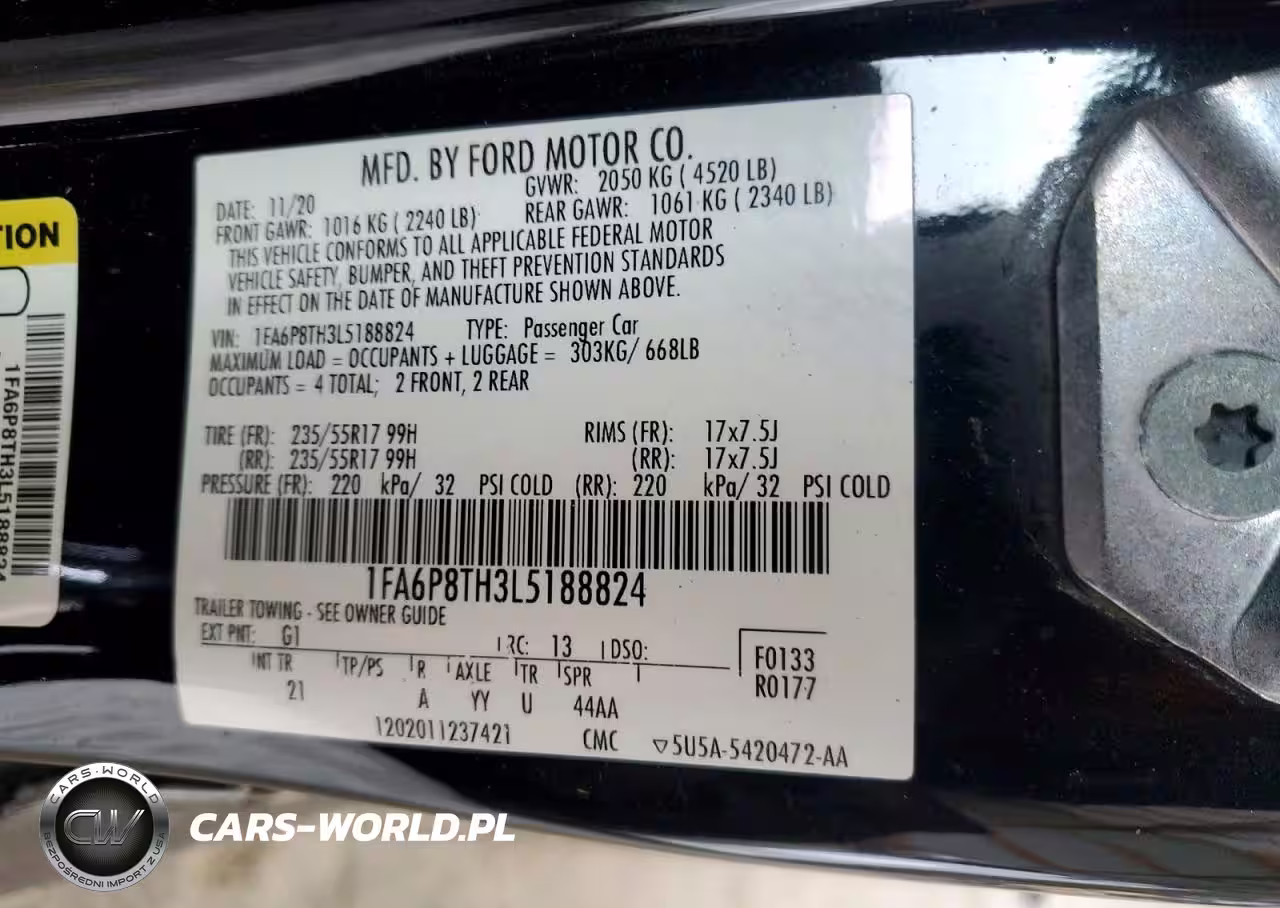 TION
1FA6P8TH3L5188824
MFD. BY FORD MOTOR CO.
DATE: 11/20 GVWR: 2050 KG ( 4520 LB)
FRONT GAWR: 1016 KG ( 2240 LB) REAR GAWR: 1061 KG ( 2340 LB)
THIS VEHICLE CONFORMS TO ALL APPLICABLE FEDERAL MOTOR
VEHICLE SAFETY, BUMPER, AND THEFT PREVENTION STANDARDS
IN EFFECT ON THE DATE OF MANUFACTURE SHOWN ABOVE.
VIN: 1FA6P8TH3L5188824 TYPE: Passenger Car
MAXIMUM LOAD = OCCUPANTS + LUGGAGE = 303KG/ 668LB
OCCUPANTS = 4 TOTAL; 2 FRONT, 2 REAR
TIRE (FR): 235/55R17 99H RIMS (FR): 17x7.5J
(RR): 235/55R17 99H (RR): 17x7.5J
PRESSURE (FR): 220 kPa/ 32 PSI COLD (RR): 220 kPa/ 32 PSI COLD
1FA6P8TH3L5188824
TRAILER TOWING - SEE OWNER GUIDE
EXT PNT: G1 RC: 13 DSO: F0133
INT TR TP/PS R AXLE TR SPR R0177
21 A YY U 44AA
1202011237421 CMC ▽5U5A-5420472-AA
CARS-WORLD
CW
BEZPOŚREDNI IMPORT Z USA
CARS-WORLD.PL